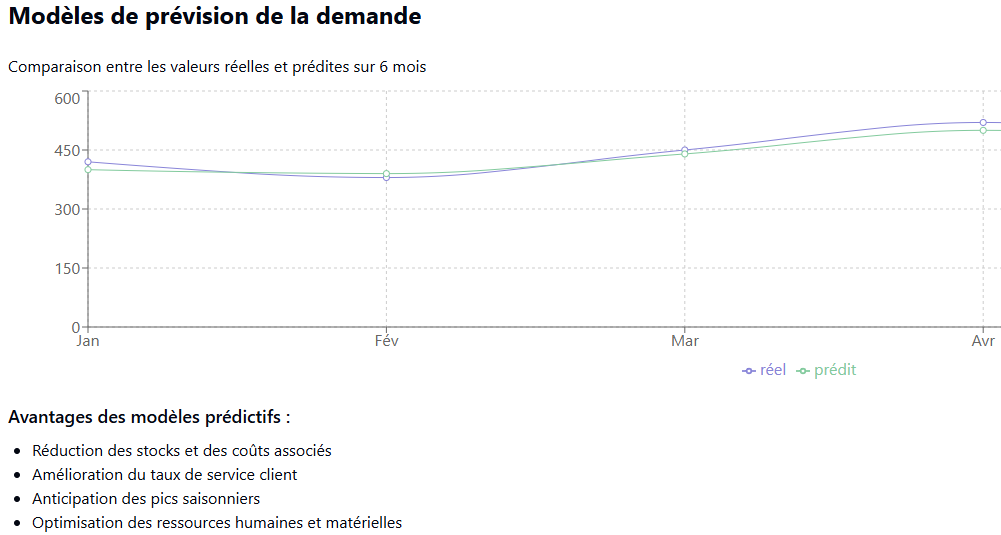 Modèles de prévision de la demande
Comparaison entre les valeurs réelles et prédites sur 6 mois
600
450
300
150
0
Jan Fév Mar Avr
réel prédit
Avantages des modèles prédictifs :
• Réduction des stocks et des coûts associés
• Amélioration du taux de service client
• Anticipation des pics saisonniers
• Optimisation des ressources humaines et matérielles